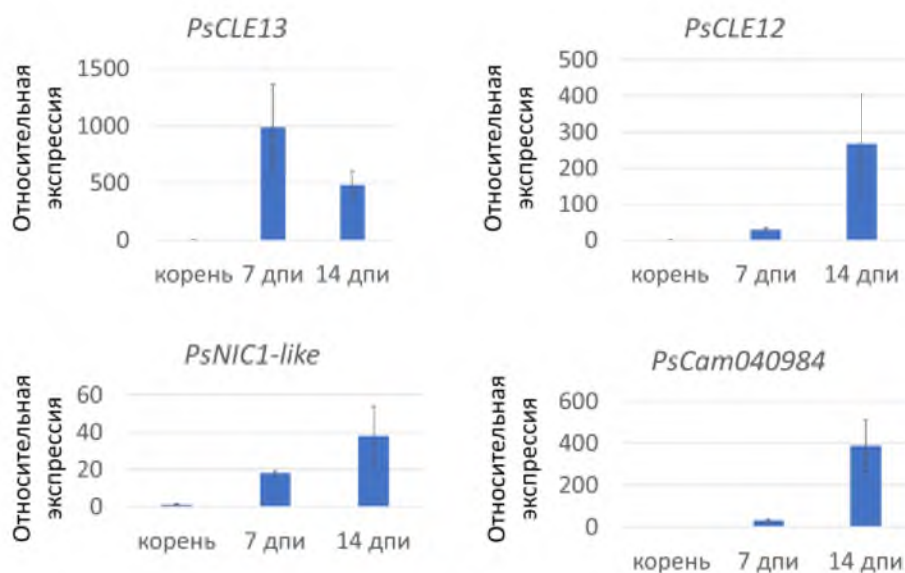 PsCLE13
Относительная
экспрессия
1500
1000
500
0
корень 7 дпи 14 дпи
PsCLE12
Относительная
экспрессия
500
400
300
200
100
0
корень 7 дпи 14 дпи
PsNIC1-like
Относительная
экспрессия
60
40
20
0
корень 7 дпи 14 дпи
PsCam040984
Относительная
экспрессия
600
400
200
0
корень 7 дпи 14 дпи